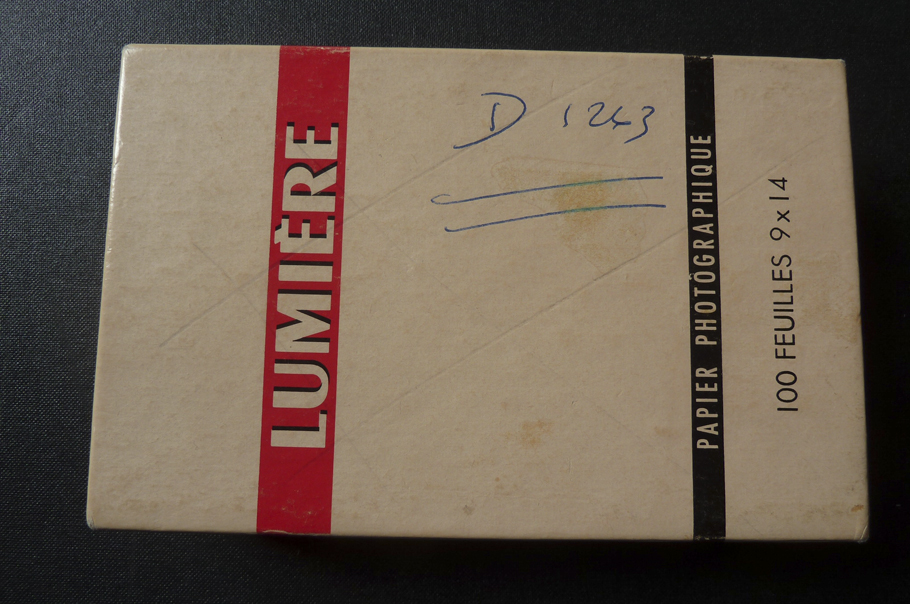 LUMIÈRE
D 1243
PAPIER PHOTOGRAPHIQUE
100 FEUILLES 9 x 14